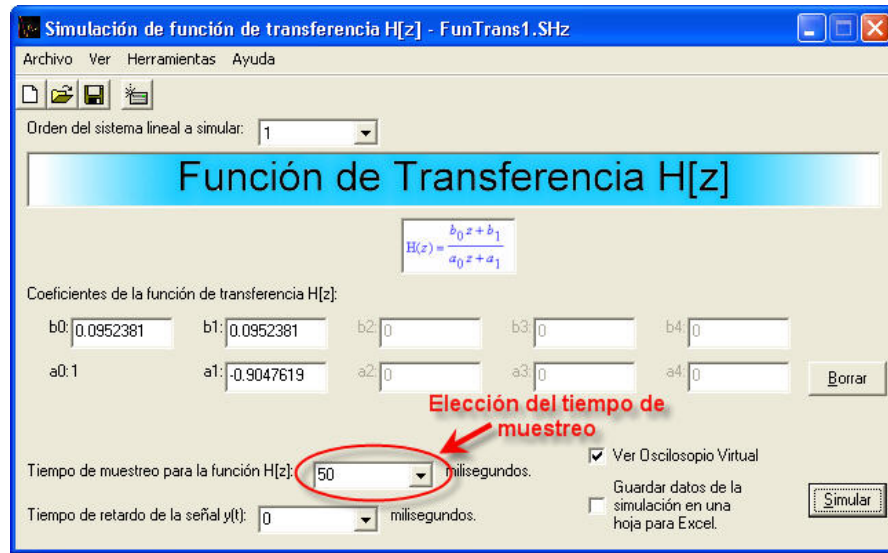 Simulación de función de transferencia H[z] - FunTrans1.SHz
Archivo Ver Herramientas Ayuda
Orden del sistema lineal a simular: 1
Función de Transferencia H[z]
H(z) = b0 z + b1 / a0 z + a1
Coeficientes de la función de transferencia H[z]:
b0: 0.0952381 b1: 0.0952381 b2: 0 b3: 0 b4: 0
a0: 1 a1: -0.9047619 a2: 0 a3: 0 a4: 0
Borrar
Elección del tiempo de
muestreo
Tiempo de muestreo para la función H[z]: 50 milisegundos.
Ver Oscilosopio Virtual
Tiempo de retardo de la señal y(t): 0 milisegundos.
Guardar datos de la
simulación en una
hoja para Excel.
Simular